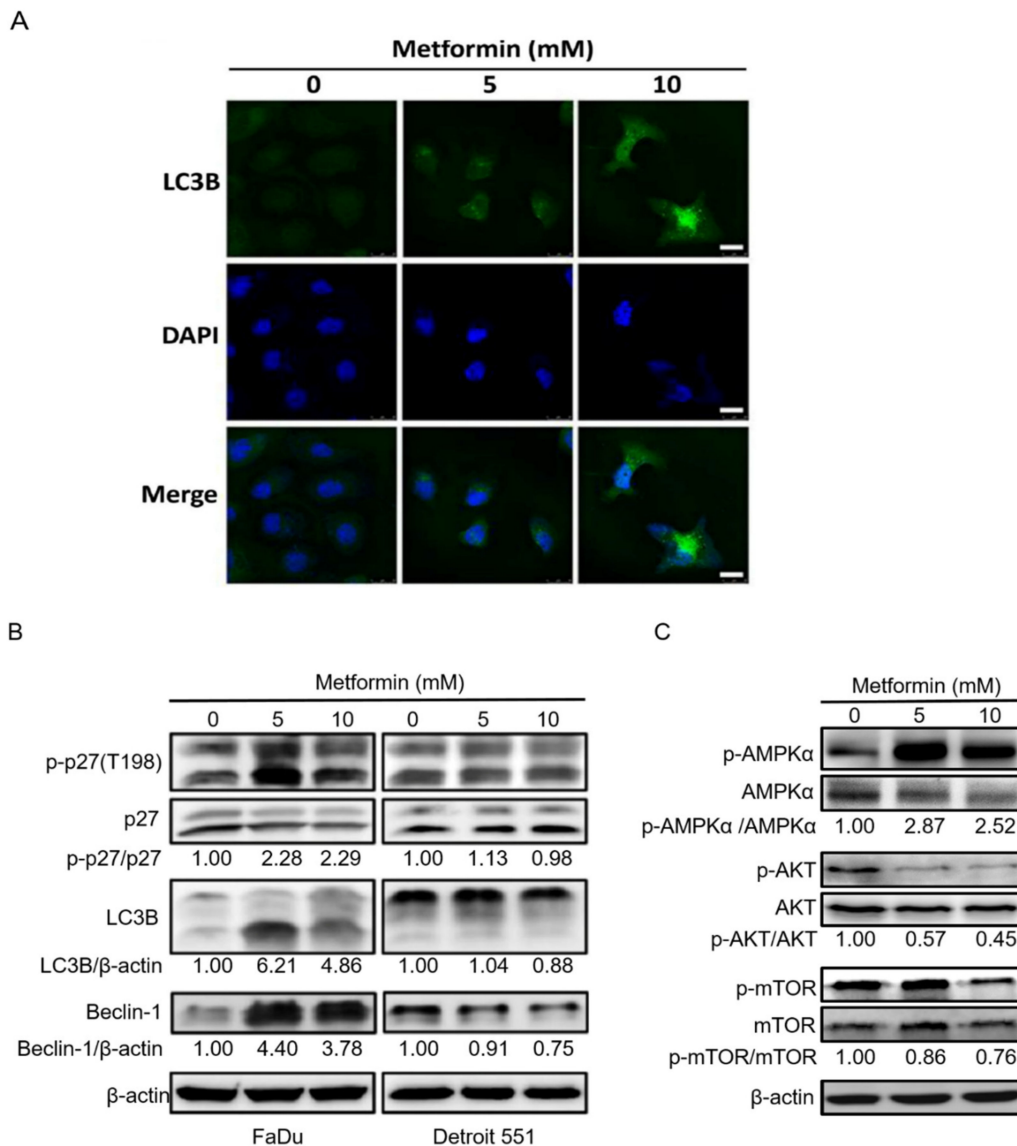 A
Metformin (mM)
0 5 10
LC3B
DAPI
Merge
B
Metformin (mM)
0 5 10 0 5 10
p-p27(T198)
p27
p-p27/p27 1.00 2.28 2.29 1.00 1.13 0.98
LC3B
LC3B/β-actin 1.00 6.21 4.86 1.00 1.04 0.88
Beclin-1
Beclin-1/β-actin 1.00 4.40 3.78 1.00 0.91 0.75
β-actin
FaDu Detroit 551
C
Metformin (mM)
0 5 10
p-AMPKα
AMPKα
p-AMPKα /AMPKα 1.00 2.87 2.52
p-AKT
AKT
p-AKT/AKT 1.00 0.57 0.45
p-mTOR
mTOR
p-mTOR/mTOR 1.00 0.86 0.76
β-actin